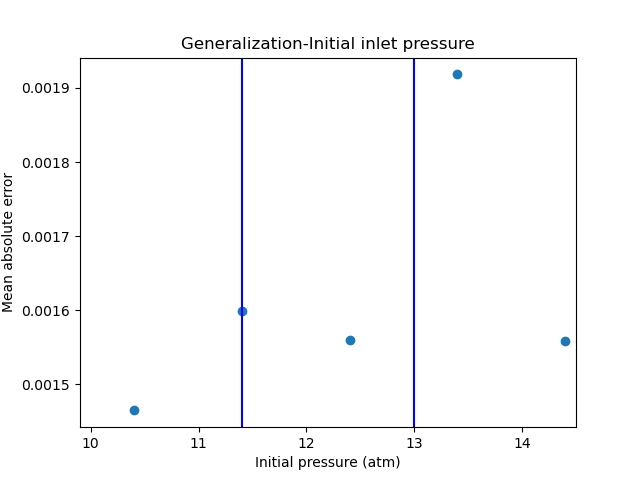 Generalization-Initial inlet pressure
Mean absolute error
0.0019
0.0018
0.0017
0.0016
0.0015
10 11 12 13 14
Initial pressure (atm)